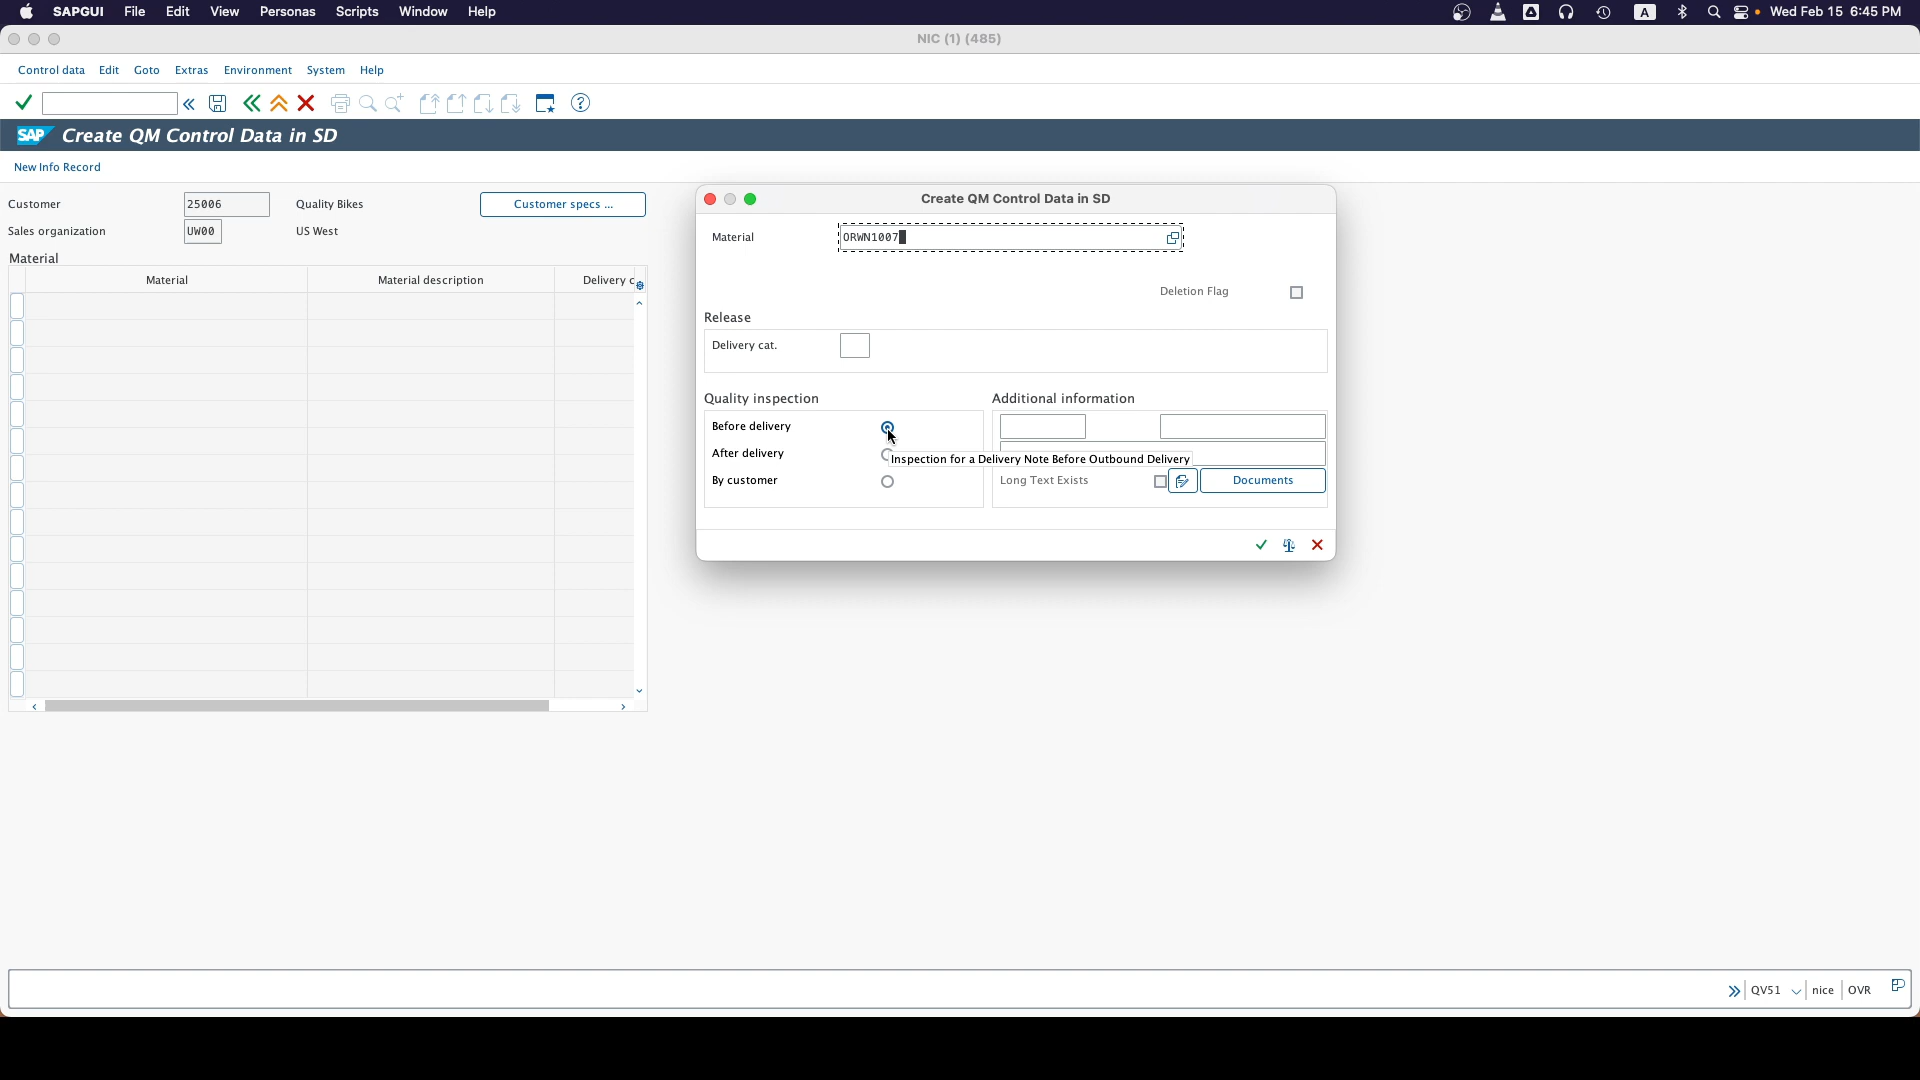 SAPGUI File Edit View Personas Scripts Window Help A Wed Feb 15 6:45 PM
NIC (1) (485)
Control data Edit Goto Extras Environment System Help
SAP Create QM Control Data in SD
New Info Record
Customer 25006 Quality Bikes Customer specs ...
Sales organization UW00 US West
Material
Material Material description Delivery c
Create QM Control Data in SD
Material ORWN1007
Deletion Flag
Release
Delivery cat.
Quality inspection Additional information
Before delivery
After delivery
Inspection for a Delivery Note Before Outbound Delivery
By customer Long Text Exists Documents
QV51 nice OVR